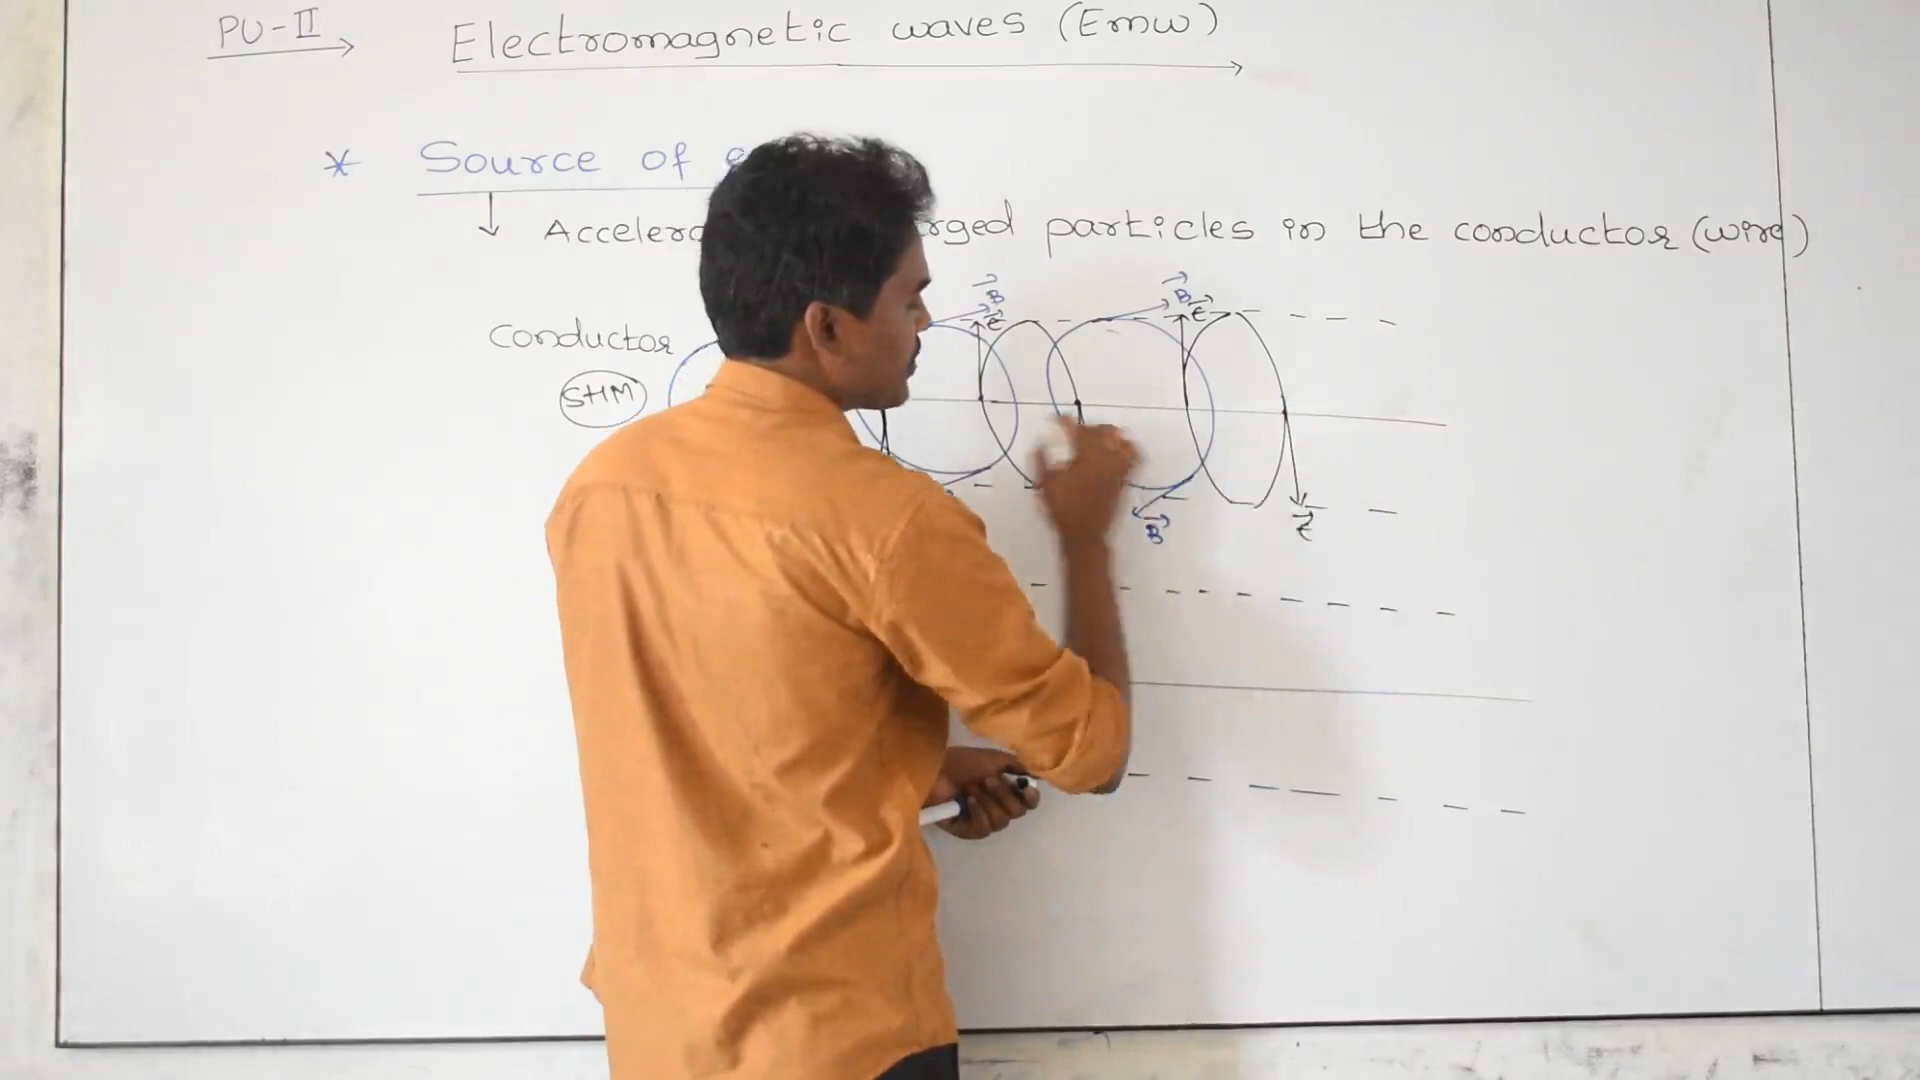 PU-II Electromagnetic waves (Emw)
* Source of
Accelera rged particles in the conductor (wire)
Conductor
SHM
B E B E
B E